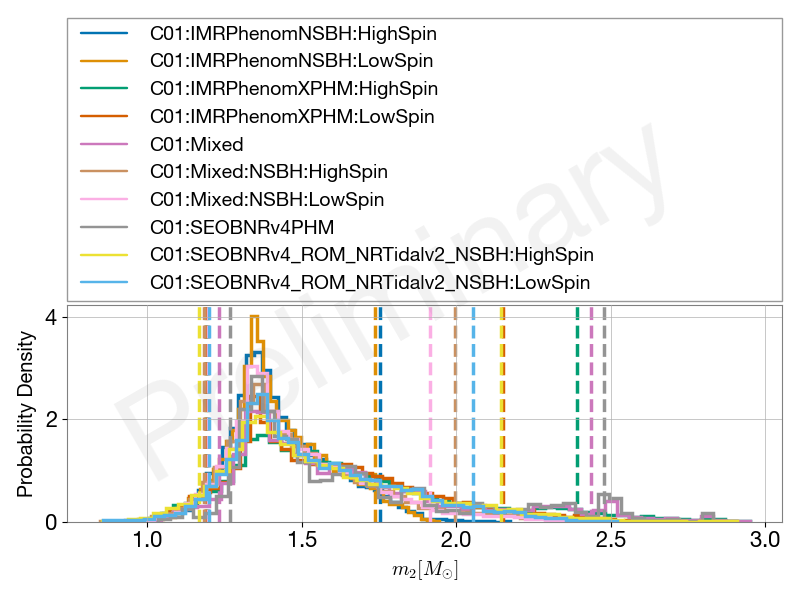 C01:IMRPhenomNSBH:HighSpin
C01:IMRPhenomNSBH:LowSpin
C01:IMRPhenomXPHM:HighSpin
C01:IMRPhenomXPHM:LowSpin
C01:Mixed
C01:Mixed:NSBH:HighSpin
C01:Mixed:NSBH:LowSpin
C01:SEOBNRv4PHM
C01:SEOBNRv4_ROM_NRTidalv2_NSBH:HighSpin
C01:SEOBNRv4_ROM_NRTidalv2_NSBH:LowSpin
Preliminary
Probability Density
4
2
0
1.0 1.5 2.0 2.5 3.0
m₂[M☉]